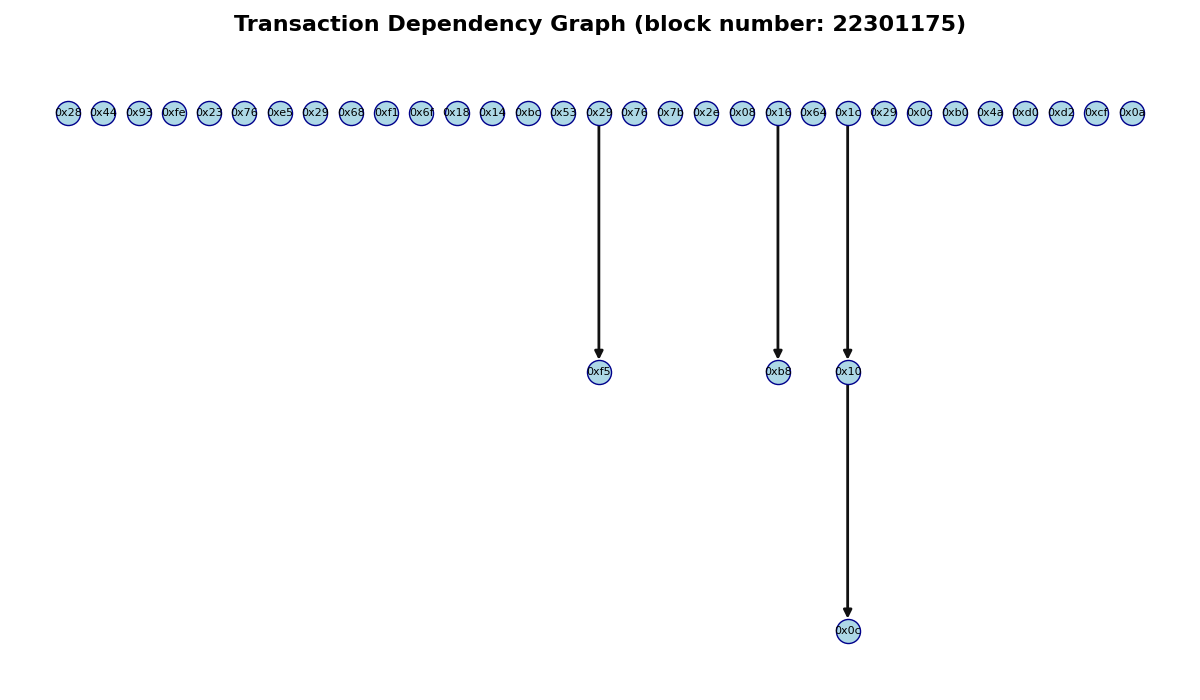 Transaction Dependency Graph (block number: 22301175)
0x28 0x44 0x93 0xfe 0x23 0x76 0xe5 0x29 0x68 0xf1 0x6f 0x18 0x14 0xbc 0x53 0x29 0x76 0x7b 0x2e 0x08 0x16 0x64 0x1c 0x29 0x0c 0xb0 0x4a 0xd0 0xd2 0xcf 0x0a
0xf5 0xb8 0x10
0x0c